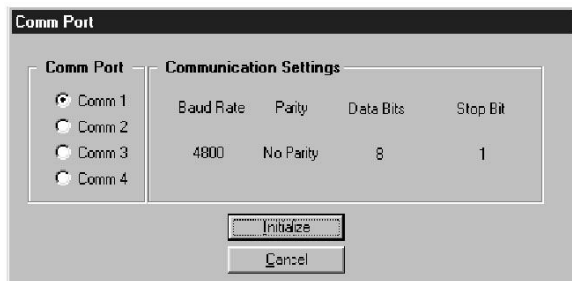 Comm Port
Comm Port
Comm 1
Comm 2
Comm 3
Comm 4
Communication Settings
Baud Rate Parity Data Bits Stop Bit
4800 No Parity 8 1
Initialize
Cancel